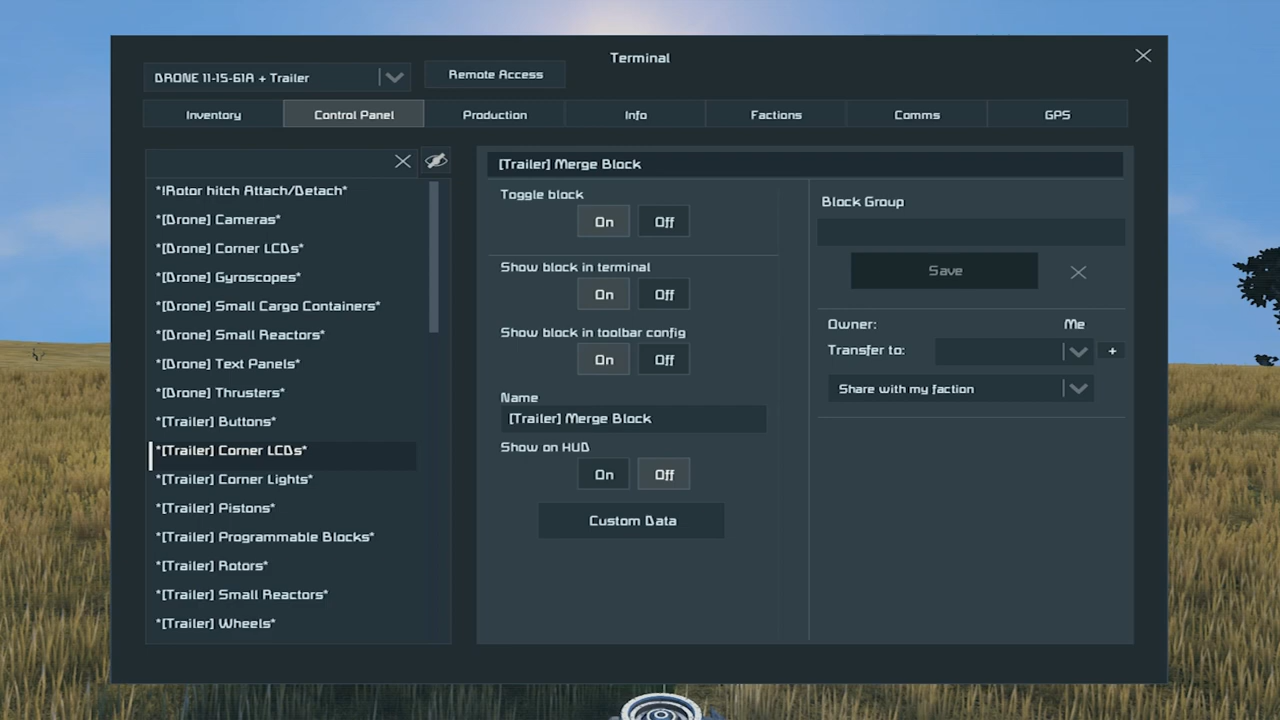 Terminal
DRONE 11-15-61A + Trailer
Remote Access
Inventory
Control Panel
Production
Info
Factions
Comms
GPS
*!Rotor hitch Attach/Detach*
*[Drone] Cameras*
*[Drone] Corner LCDs*
*[Drone] Gyroscopes*
*[Drone] Small Cargo Containers*
*[Drone] Small Reactors*
*[Drone] Text Panels*
*[Drone] Thrusters*
*[Trailer] Buttons*
*[Trailer] Corner LCDs*
*[Trailer] Corner Lights*
*[Trailer] Pistons*
*[Trailer] Programmable Blocks*
*[Trailer] Rotors*
*[Trailer] Small Reactors*
*[Trailer] Wheels*
[Trailer] Merge Block
Toggle block
On Off
Show block in terminal
On Off
Show block in toolbar config
On Off
Name
[Trailer] Merge Block
Show on HUD
On Off
Custom Data
Block Group
Save
Owner: Me
Transfer to:
+
Share with my faction